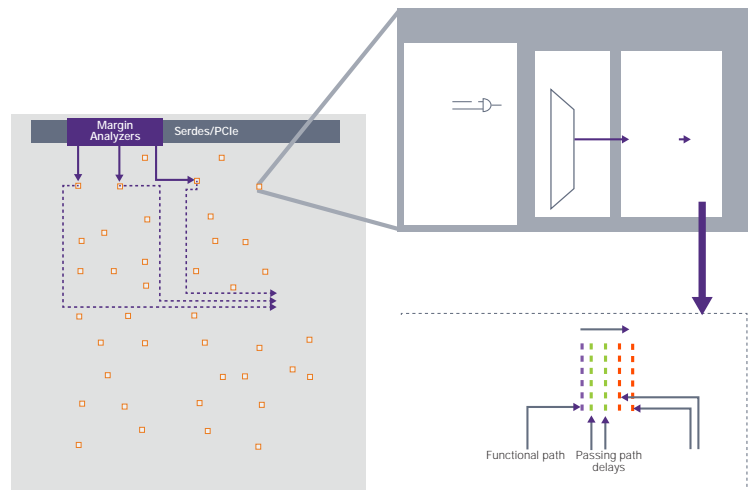 Margin
Analyzers
Serdes/PCIe
Functional path
Passing path
delays